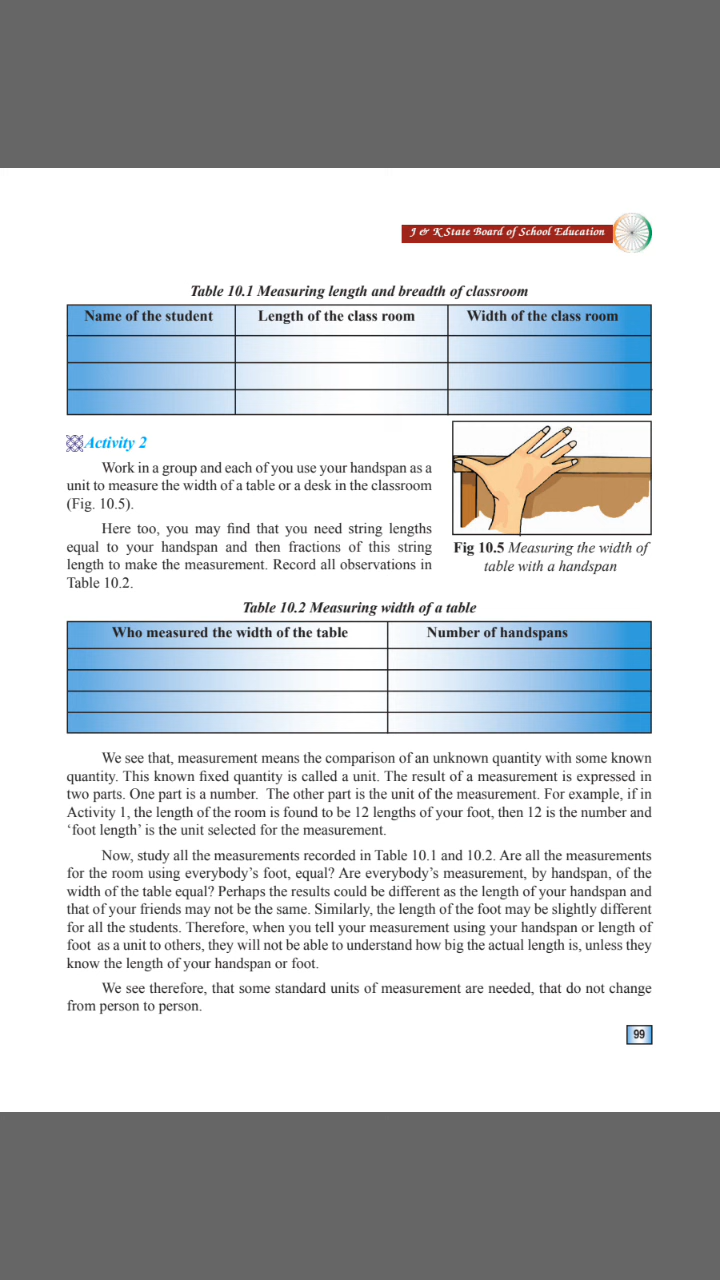 J & K State Board of School Education
Table 10.1 Measuring length and breadth of classroom
Name of the student Length of the class room Width of the class room
Activity 2
Work in a group and each of you use your handspan as a
unit to measure the width of a table or a desk in the classroom
(Fig. 10.5).
Here too, you may find that you need string lengths
equal to your handspan and then fractions of this string
length to make the measurement. Record all observations in
Table 10.2.
Fig 10.5 Measuring the width of
table with a handspan
Table 10.2 Measuring width of a table
Who measured the width of the table Number of handspans
We see that, measurement means the comparison of an unknown quantity with some known
quantity. This known fixed quantity is called a unit. The result of a measurement is expressed in
two parts. One part is a number. The other part is the unit of the measurement. For example, if in
Activity 1, the length of the room is found to be 12 lengths of your foot, then 12 is the number and
‘foot length’ is the unit selected for the measurement.
Now, study all the measurements recorded in Table 10.1 and 10.2. Are all the measurements
for the room using everybody’s foot, equal? Are everybody’s measurement, by handspan, of the
width of the table equal? Perhaps the results could be different as the length of your handspan and
that of your friends may not be the same. Similarly, the length of the foot may be slightly different
for all the students. Therefore, when you tell your measurement using your handspan or length of
foot as a unit to others, they will not be able to understand how big the actual length is, unless they
know the length of your handspan or foot.
We see therefore, that some standard units of measurement are needed, that do not change
from person to person.
99